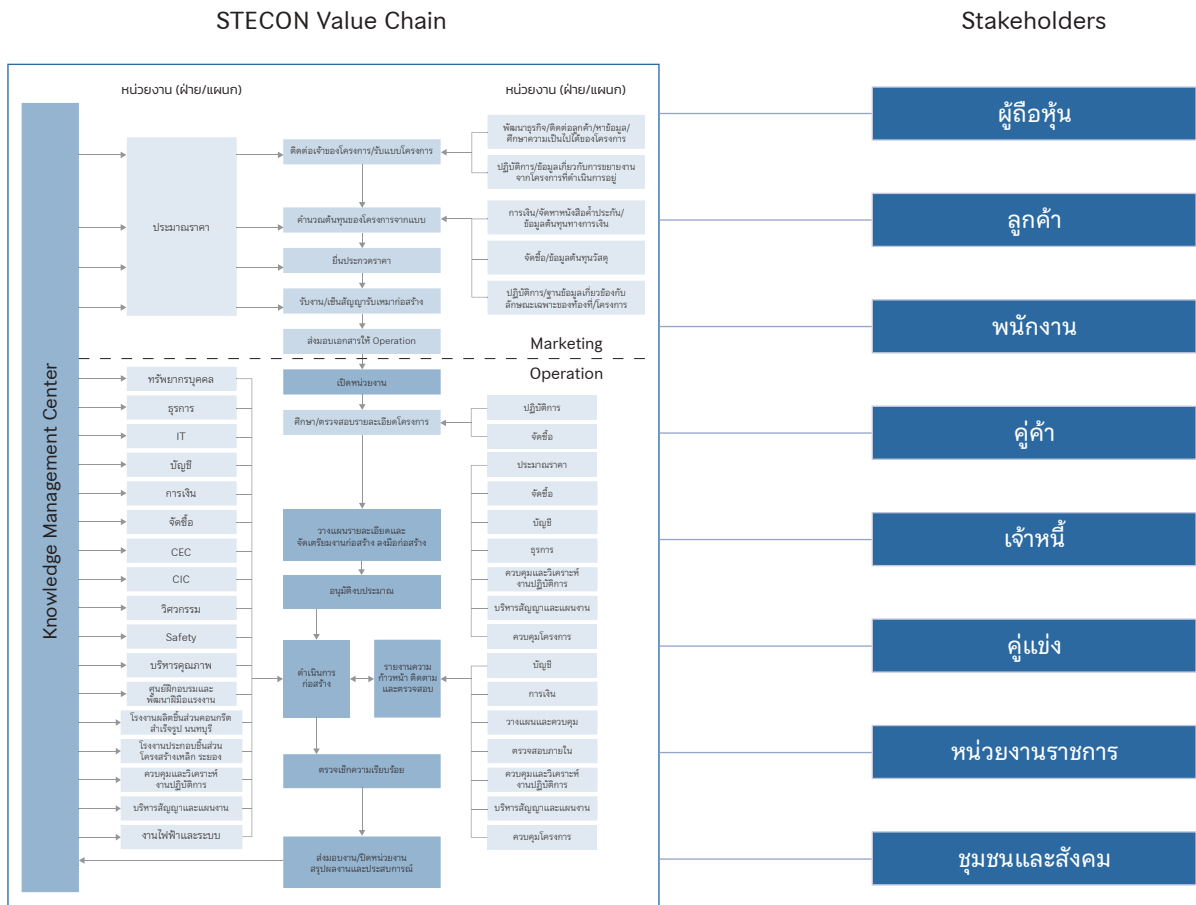 STECON Value Chain
Stakeholders
หน่วยงาน (ฝ่าย/แผนก)
หน่วยงาน (ฝ่าย/แผนก)
Knowledge Management Center
ประมาณราคา
ติดต่อเจ้าของโครงการ/รับแบบโครงการ
คำนวณต้นทุนของโครงการจากแบบ
ยื่นประกวดราคา
รับงาน/เซ็นสัญญารับเหมาก่อสร้าง
ส่งมอบเอกสารให้ Operation
พัฒนาธุรกิจ/ติดต่อลูกค้า/หาข้อมูล/
ศึกษาความเป็นไปได้ของโครงการ
ปฏิบัติการ/ข้อมูลเกี่ยวกับการขยายงาน
จากโครงการที่ดำเนินการอยู่
การเงิน/จัดหาหนังสือค้ำประกัน/
ข้อมูลต้นทุนทางการเงิน
จัดซื้อ/ข้อมูลต้นทุนวัสดุ
ปฏิบัติการ/ฐานข้อมูลเกี่ยวข้องกับ
ลักษณะเฉพาะของท้องที่/โครงการ
Marketing
Operation
ทรัพยากรบุคคล
ธุรการ
IT
บัญชี
การเงิน
จัดซื้อ
CEC
CIC
วิศวกรรม
Safety
บริหารคุณภาพ
ศูนย์ฝึกอบรมและ
พัฒนาฝีมือแรงงาน
โรงงานผลิตชิ้นส่วนคอนกรีต
สำเร็จรูป นนทบุรี
โรงงานประกอบชิ้นส่วน
โครงสร้างเหล็ก ระยอง
ควบคุมและวิเคราะห์
งานปฏิบัติการ
บริหารสัญญาและแผนงาน
งานไฟฟ้าและระบบ
เปิดหน่วยงาน
ศึกษา/ตรวจสอบรายละเอียดโครงการ
วางแผนรายละเอียดและ
จัดเตรียมงานก่อสร้าง ลงมือก่อสร้าง
อนุมัติงบประมาณ
ดำเนินการ
ก่อสร้าง
รายงานความ
ก้าวหน้า ติดตาม
และตรวจสอบ
ตรวจเช็กความเรียบร้อย
ส่งมอบงาน/ปิดหน่วยงาน
สรุปผลงานและประสบการณ์
ปฏิบัติการ
จัดซื้อ
ประมาณราคา
จัดซื้อ
บัญชี
ธุรการ
ควบคุมและวิเคราะห์
งานปฏิบัติการ
บริหารสัญญาและแผนงาน
ควบคุมโครงการ
บัญชี
การเงิน
วางแผนและควบคุม
ตรวจสอบภายใน
ควบคุมและวิเคราะห์
งานปฏิบัติการ
บริหารสัญญาและแผนงาน
ควบคุมโครงการ
ผู้ถือหุ้น
ลูกค้า
พนักงาน
คู่ค้า
เจ้าหนี้
คู่แข่ง
หน่วยงานราชการ
ชุมชนและสังคม